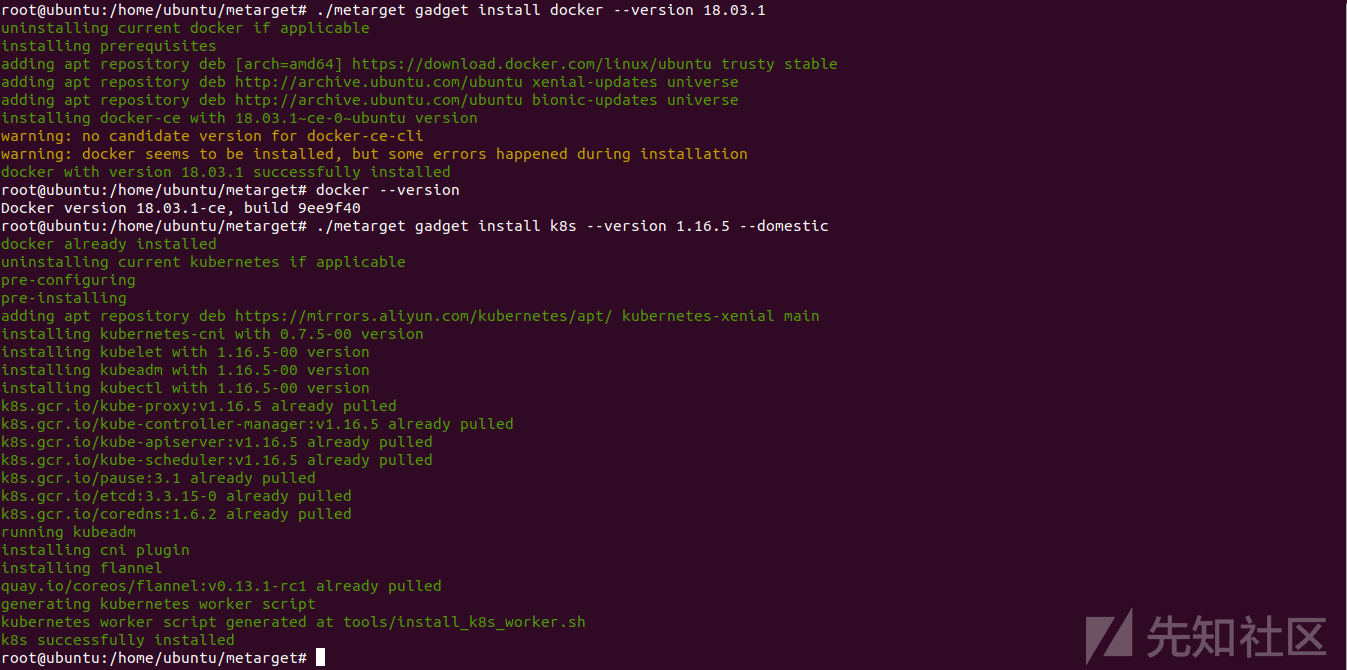 root@ubuntu:/home/ubuntu/metarget# ./metarget gadget install docker --version 18.03.1
uninstalling current docker if applicable
installing prerequisites
adding apt repository deb [arch=amd64] https://download.docker.com/linux/ubuntu trusty stable
adding apt repository deb http://archive.ubuntu.com/ubuntu xenial-updates universe
adding apt repository deb http://archive.ubuntu.com/ubuntu bionic-updates universe
installing docker-ce with 18.03.1~ce-0~ubuntu version
warning: no candidate version for docker-ce-cli
warning: docker seems to be installed, but some errors happened during installation
docker with version 18.03.1 successfully installed
root@ubuntu:/home/ubuntu/metarget# docker --version
Docker version 18.03.1-ce, build 9ee9f40
root@ubuntu:/home/ubuntu/metarget# ./metarget gadget install k8s --version 1.16.5 --domestic
docker already installed
uninstalling current kubernetes if applicable
pre-configuring
pre-installing
adding apt repository deb https://mirrors.aliyun.com/kubernetes/apt/ kubernetes-xenial main
installing kubernetes-cni with 0.7.5-00 version
installing kubelet with 1.16.5-00 version
installing kubeadm with 1.16.5-00 version
installing kubectl with 1.16.5-00 version
k8s.gcr.io/kube-proxy:v1.16.5 already pulled
k8s.gcr.io/kube-controller-manager:v1.16.5 already pulled
k8s.gcr.io/kube-apiserver:v1.16.5 already pulled
k8s.gcr.io/kube-scheduler:v1.16.5 already pulled
k8s.gcr.io/pause:3.1 already pulled
k8s.gcr.io/etcd:3.3.15-0 already pulled
k8s.gcr.io/coredns:1.6.2 already pulled
running kubeadm
installing cni plugin
installing flannel
quay.io/coreos/flannel:v0.13.1-rc1 already pulled
generating kubernetes worker script
kubernetes worker script generated at tools/install_k8s_worker.sh
k8s successfully installed
root@ubuntu:/home/ubuntu/metarget#
先知社区